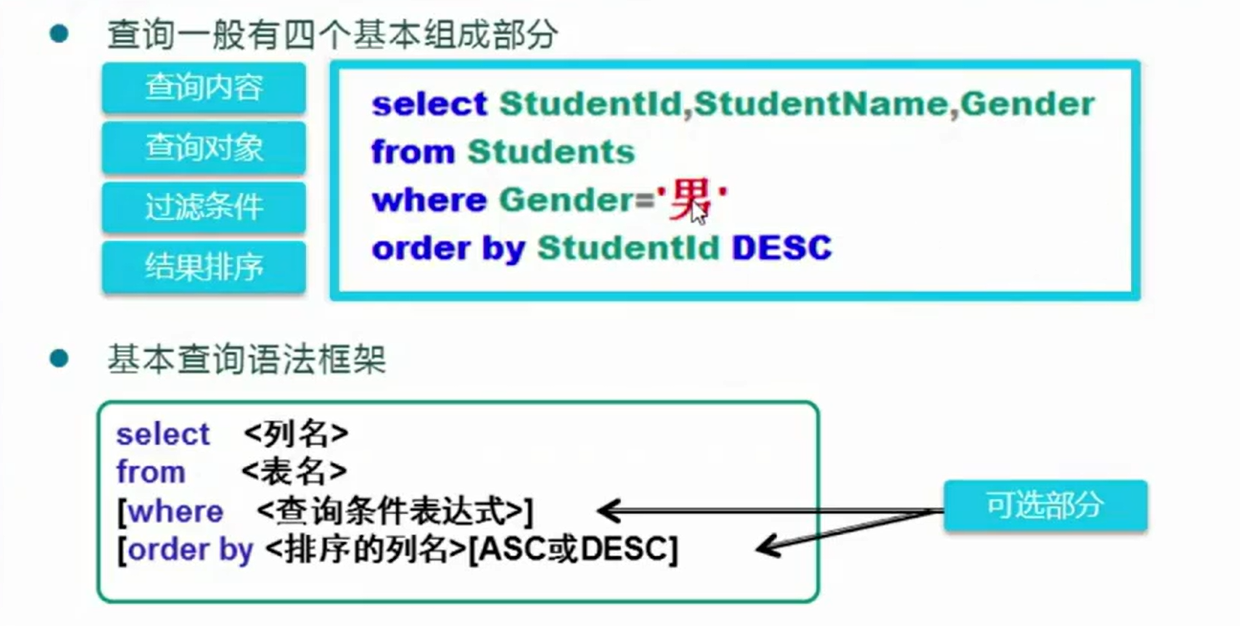 查询一般有四个基本组成部分
查询内容
查询对象
过滤条件
结果排序
select StudentId,StudentName,Gender
from Students
where Gender='男'
order by StudentId DESC
基本查询语法框架
select <列名>
from <表名>
[where <查询条件表达式>]
[order by <排序的列名>[ASC或DESC]
可选部分